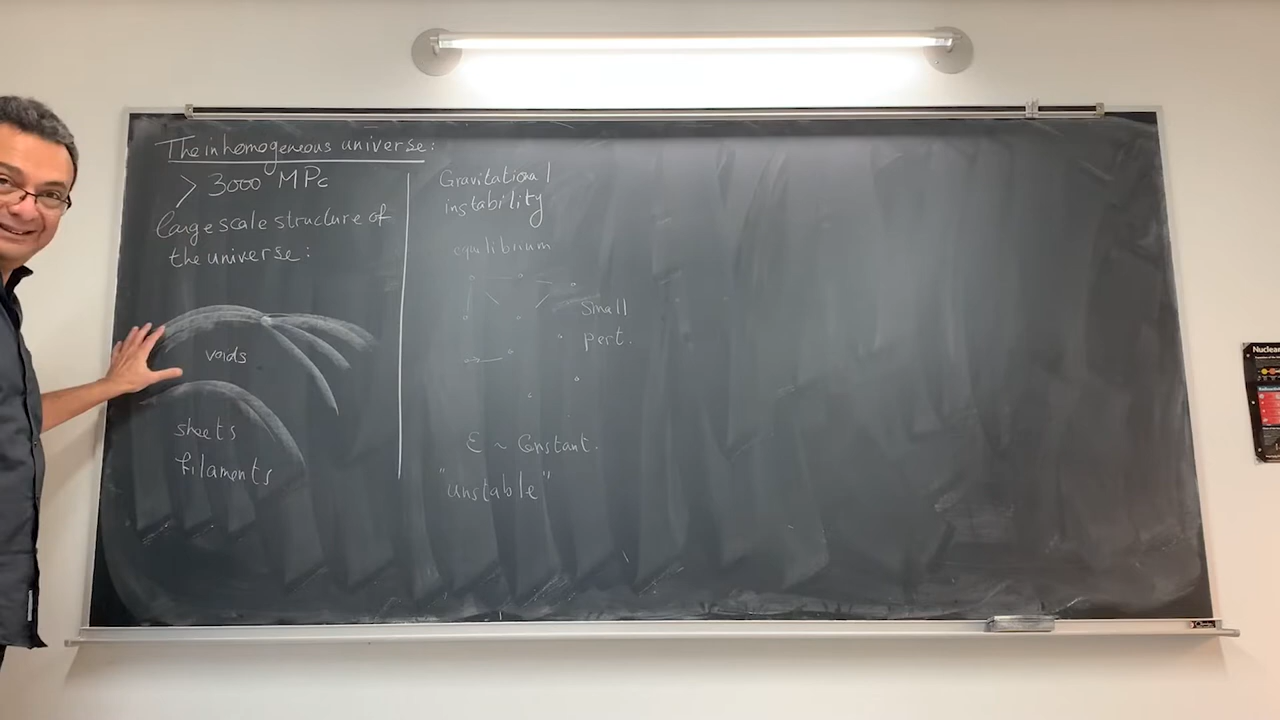 The inhomogeneous universe:
> 3000 MPc
large scale structure of
the universe:
voids
sheets
filaments
Gravitational
instability
equilibrium
Small
pert.
ε ~ Constant.
"unstable"
Nuclear